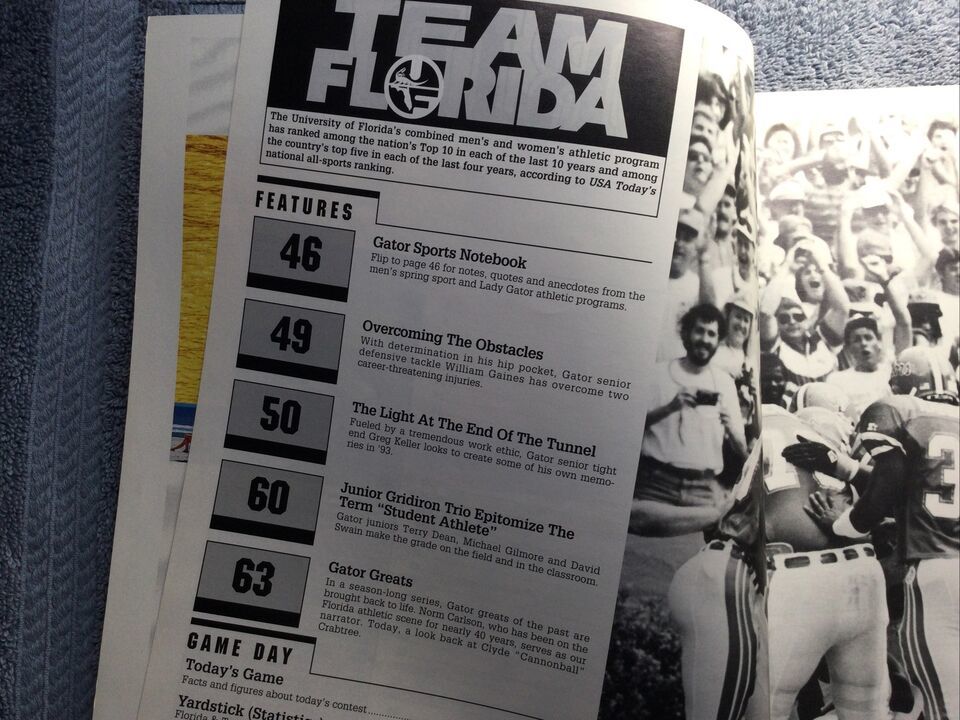 TEAM
FLORIDA
The University of Florida's combined men's and women's athletic program
has ranked among the nation's Top 10 in each of the last 10 years and among
the country's top five in each of the last four years, according to USA Today's
national all-sports ranking.
FEATURES
46
Gator Sports Notebook
Flip to page 46 for notes, quotes and anecdotes from the
men's spring sport and Lady Gator athletic programs.
49
Overcoming The Obstacles
With determination in his hip pocket, Gator senior
defensive tackle William Gaines has overcome two
career-threatening injuries.
50
The Light At The End Of The Tunnel
Fueled by a tremendous work ethic, Gator senior tight
end Greg Keller looks to create some of his own memo-
ries in '93.
60
Junior Gridiron Trio Epitomize The
Term "Student Athlete"
Gator juniors Terry Dean, Michael Gilmore and David
Swain make the grade on the field and in the classroom.
63
Gator Greats
In a season-long series, Gator greats of the past are
brought back to life. Norm Carlson, who has been on the
Florida athletic scene for nearly 40 years, serves as our
narrator. Today, a look back at Clyde "Cannonball"
Crabtree.
GAME DAY
Today's Game
Facts and figures about today's contest
Yardstick
Florida &
3